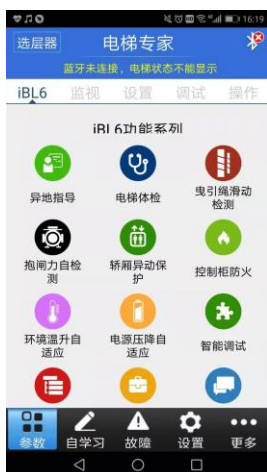 16:19
选层器
电梯专家
蓝牙未连接，电梯状态不能显示
iBL6 监视 设置 调试 操作
iBL6功能系列
异地指导 电梯体检 曳引绳滑动
检测
抱闸力自检 轿厢异动保 控制柜防火
测 护
环境温升自 电源压降自 智能调试
适应 适应
参数 自学习 故障 设置 更多